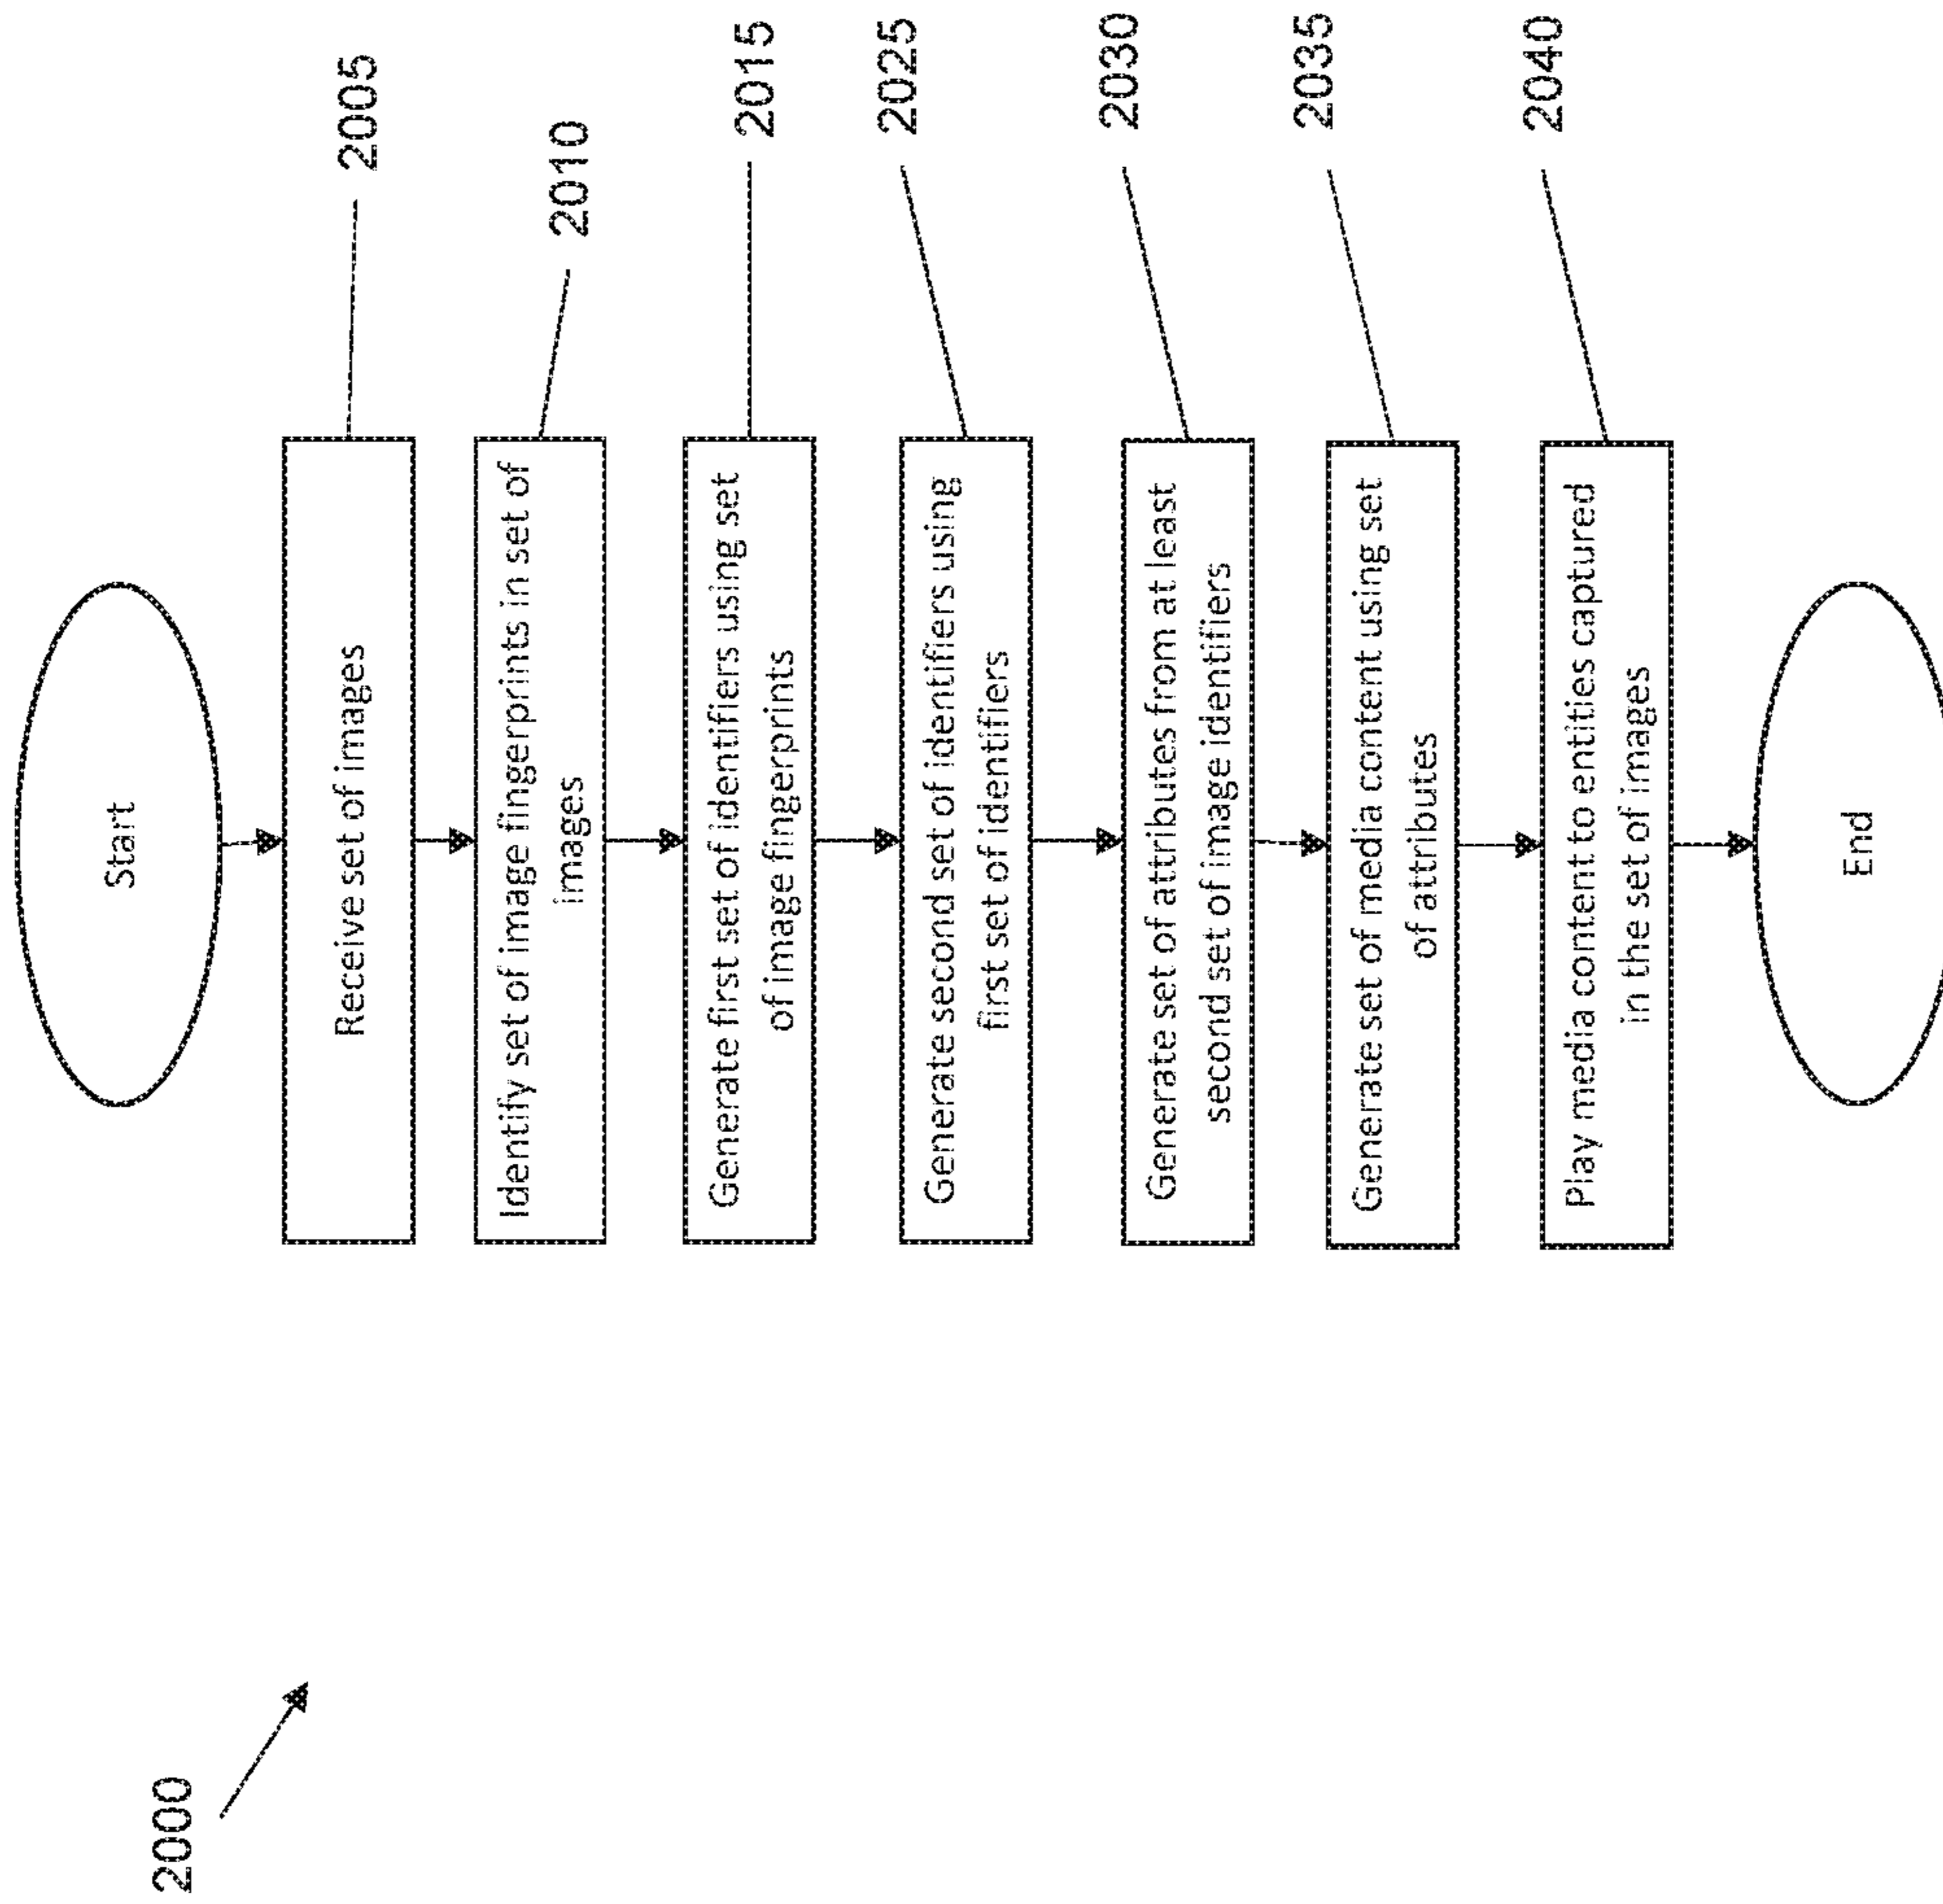 2000
Start
Receive set of images
2005
Identify set of image fingerprints in set of
images
2010
Generate first set of identifiers using set
of image fingerprints
2015
Generate second set of identifiers using
first set of identifiers
2025
Generate set of attributes from at least
second set of image identifiers
2030
Generate set of media content using set
of attributes
2035
Play media content to entities captured
in the set of images
2040
End